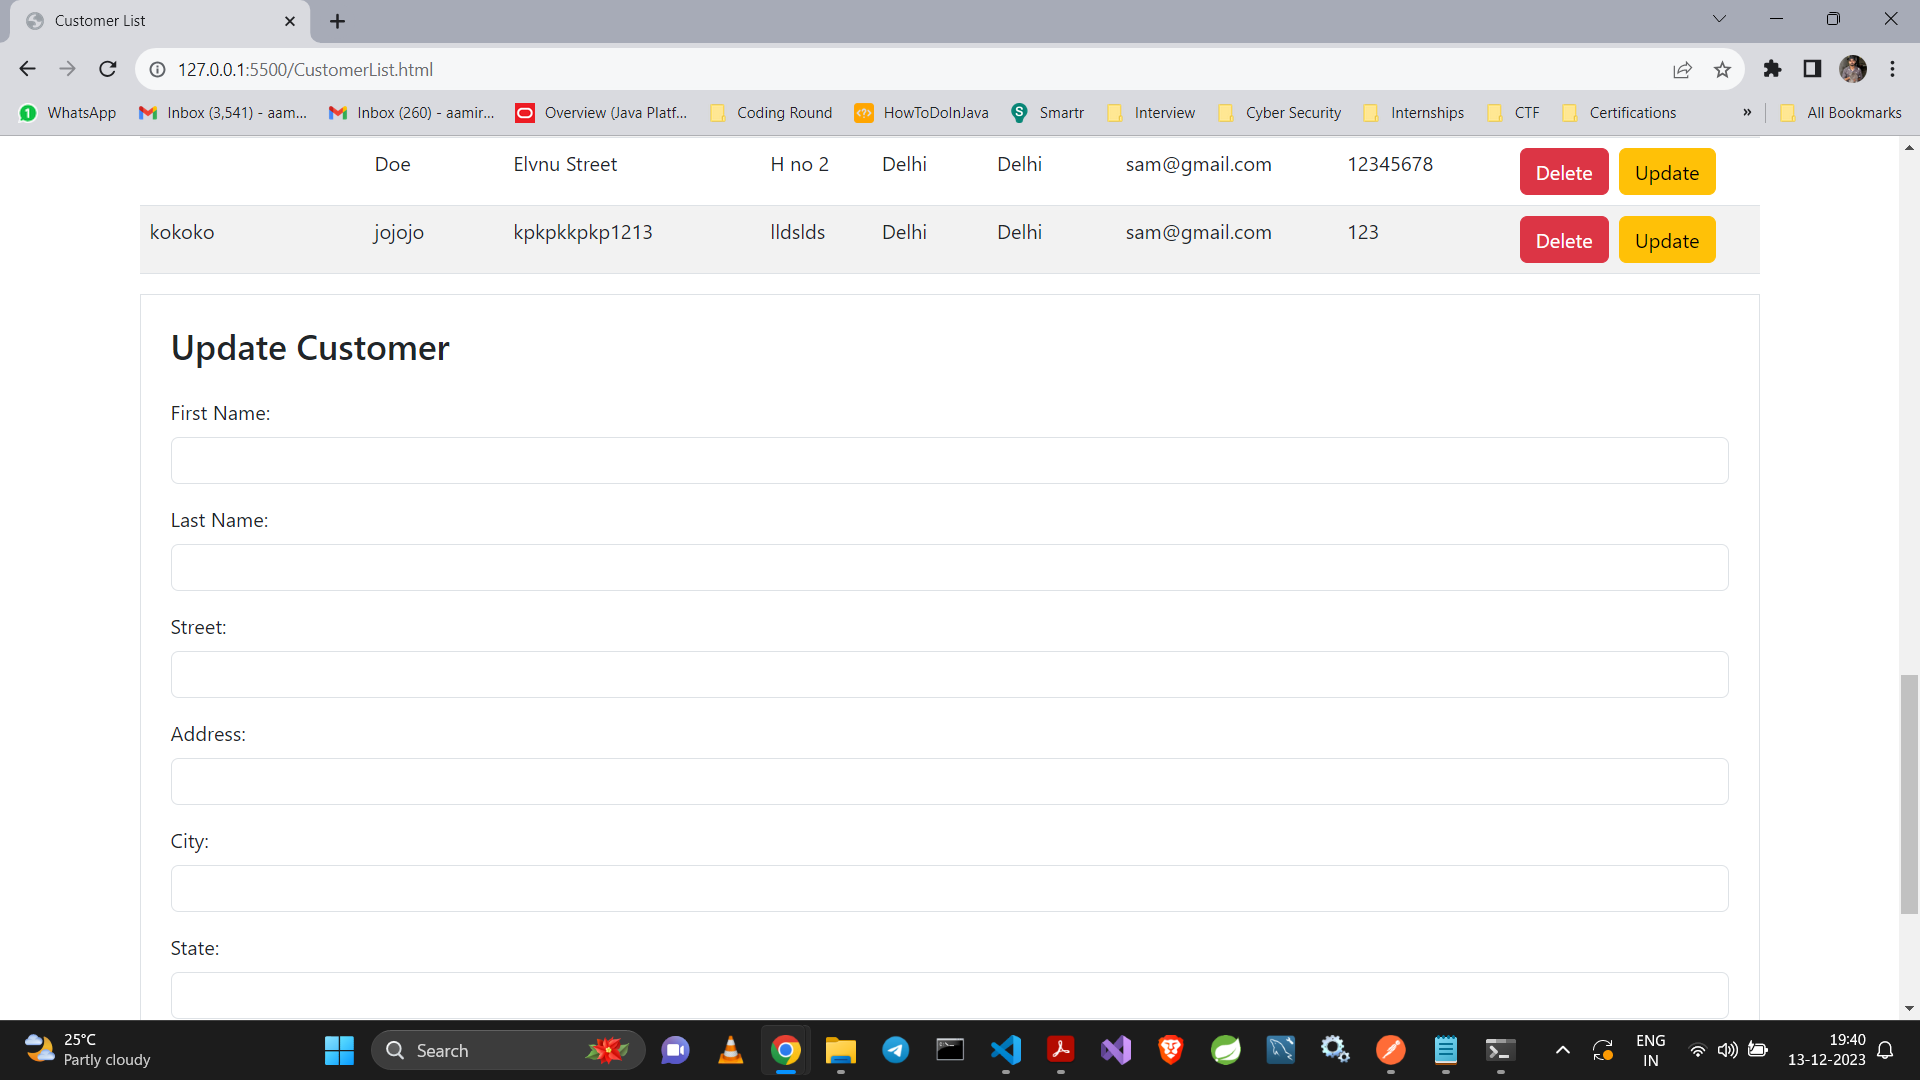 Customer List
127.0.0.1:5500/CustomerList.html
WhatsApp Inbox (3,541) - aam... Inbox (260) - aamir... Overview (Java Platf... Coding Round HowToDoInJava Smartr Interview Cyber Security Internships CTF Certifications » All Bookmarks
Doe Elvnu Street H no 2 Delhi Delhi sam@gmail.com 12345678 Delete Update
kokoko jojojo kpkpkkpkp1213 lldslds Delhi Delhi sam@gmail.com 123 Delete Update
Update Customer
First Name:
Last Name:
Street:
Address:
City:
State:
25°C
Partly cloudy
Search
ENG
IN
19:40
13-12-2023